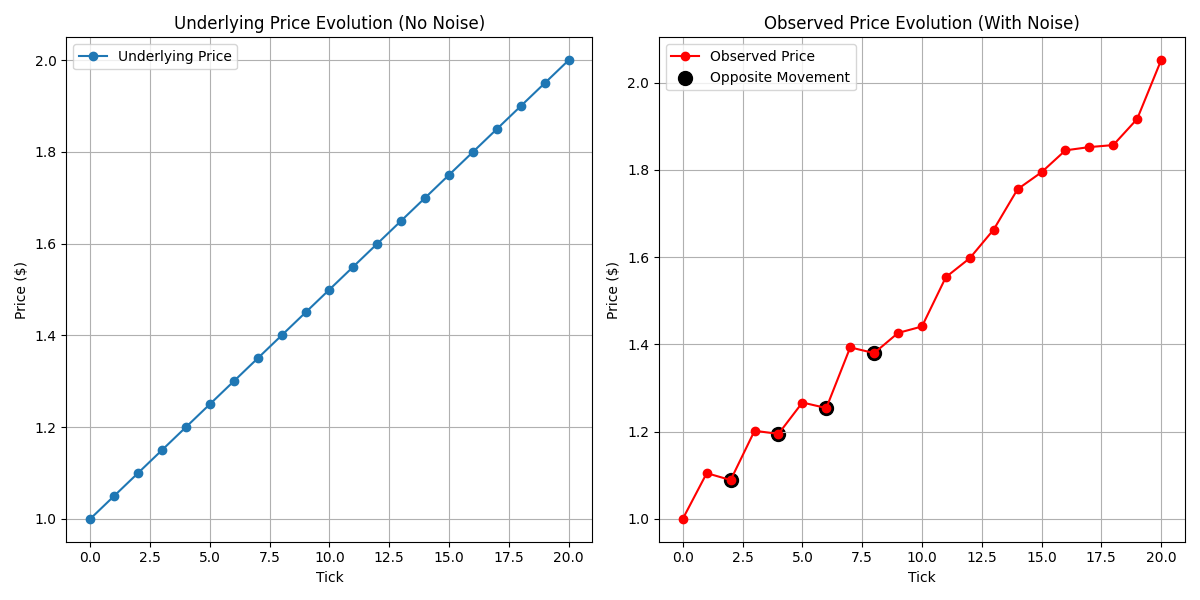 Underlying Price Evolution (No Noise)
Underlying Price
2.0
1.8
1.6
1.4
1.2
1.0
Price ($)
0.0 2.5 5.0 7.5 10.0 12.5 15.0 17.5 20.0
Tick
Observed Price Evolution (With Noise)
Observed Price
Opposite Movement
2.0
1.8
1.6
1.4
1.2
1.0
Price ($)
0.0 2.5 5.0 7.5 10.0 12.5 15.0 17.5 20.0
Tick